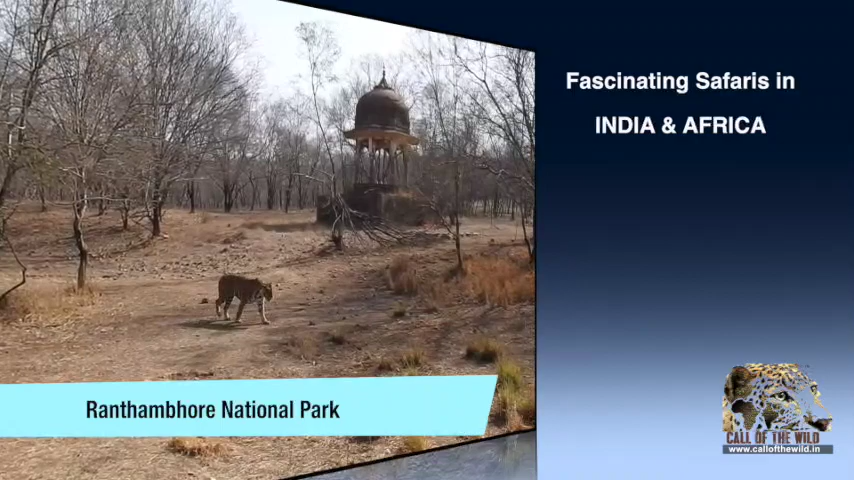 Fascinating Safaris in
INDIA & AFRICA
Ranthambhore National Park
CALL OF THE WILD
www.callofthewild.in